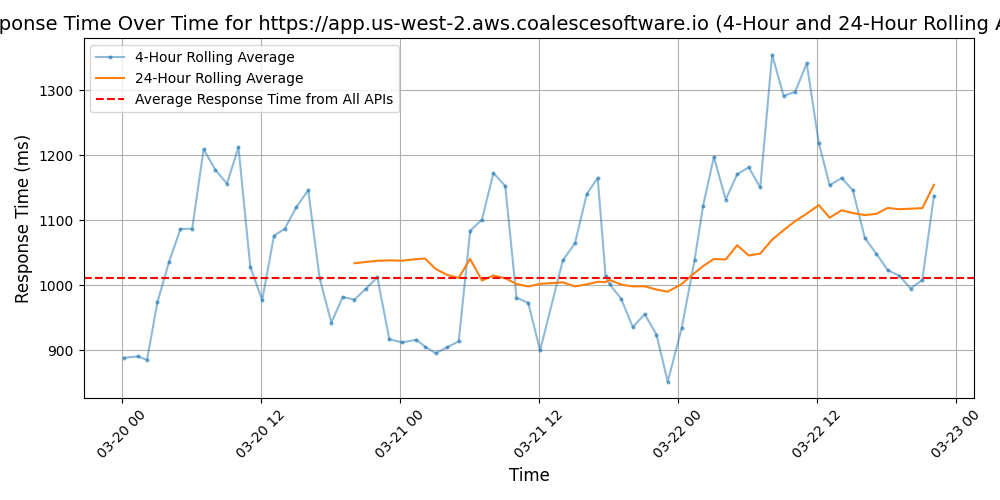 ponse Time Over Time for https://app.us-west-2.aws.coalescesoftware.io (4-Hour and 24-Hour Rolling A
4-Hour Rolling Average
24-Hour Rolling Average
Average Response Time from All APIs
Response Time (ms)
1300
1200
1100
1000
900
03-20 00
03-20 12
03-21 00
03-21 12
03-22 00
03-22 12
03-23 00
Time